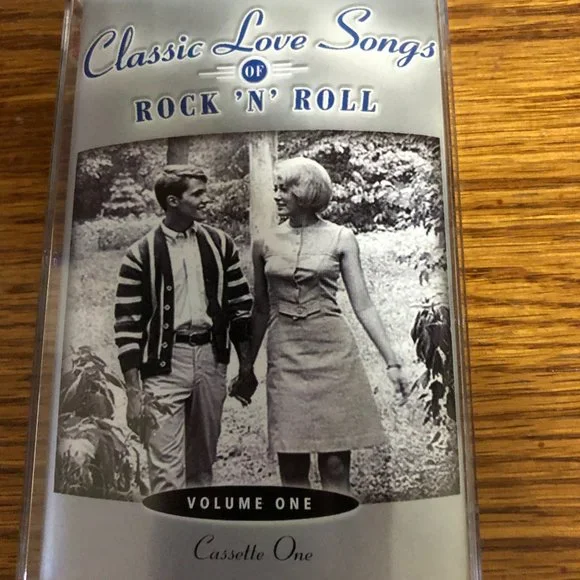 Classic Love Songs
OF
ROCK 'N' ROLL
VOLUME ONE
Cassette One